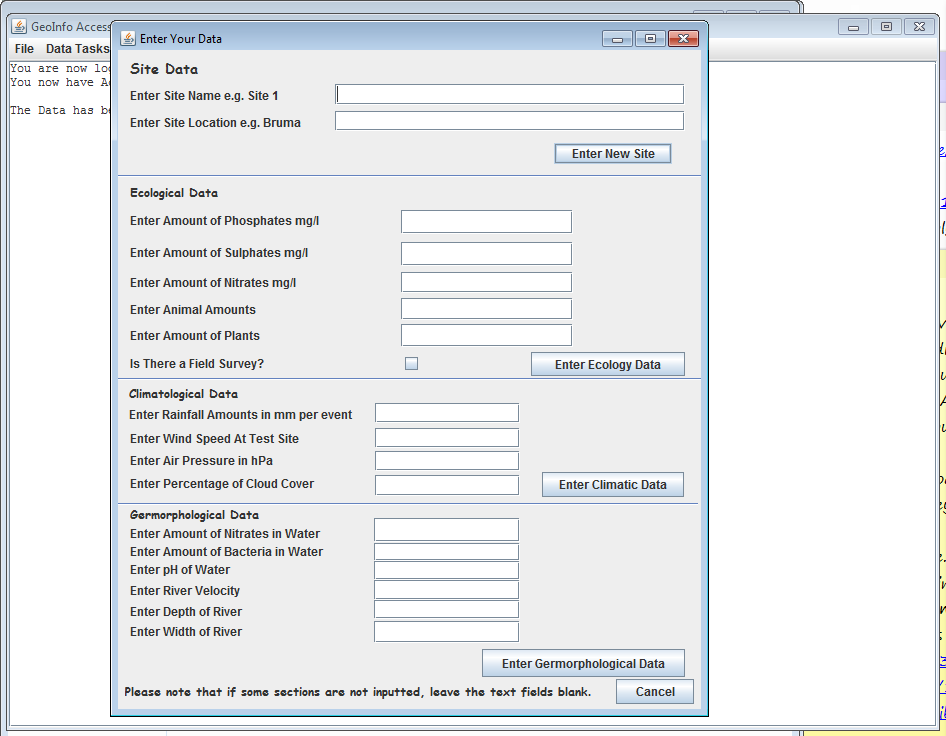 GeoInfo Access
File Data Tasks
You are now
You now have
The Data has
Enter Your Data
Site Data
Enter Site Name e.g. Site 1
Enter Site Location e.g. Bruma
Enter New Site
Ecological Data
Enter Amount of Phosphates mg/l
Enter Amount of Sulphates mg/l
Enter Amount of Nitrates mg/l
Enter Animal Amounts
Enter Amount of Plants
Is There a Field Survey?
Enter Ecology Data
Climatological Data
Enter Rainfall Amounts in mm per event
Enter Wind Speed At Test Site
Enter Air Pressure in hPa
Enter Percentage of Cloud Cover
Enter Climatic Data
Germorphological Data
Enter Amount of Nitrates in Water
Enter Amount of Bacteria in Water
Enter pH of Water
Enter River Velocity
Enter Depth of River
Enter Width of River
Enter Germorphological Data
Please note that if some sections are not inputted, leave the text fields blank.
Cancel